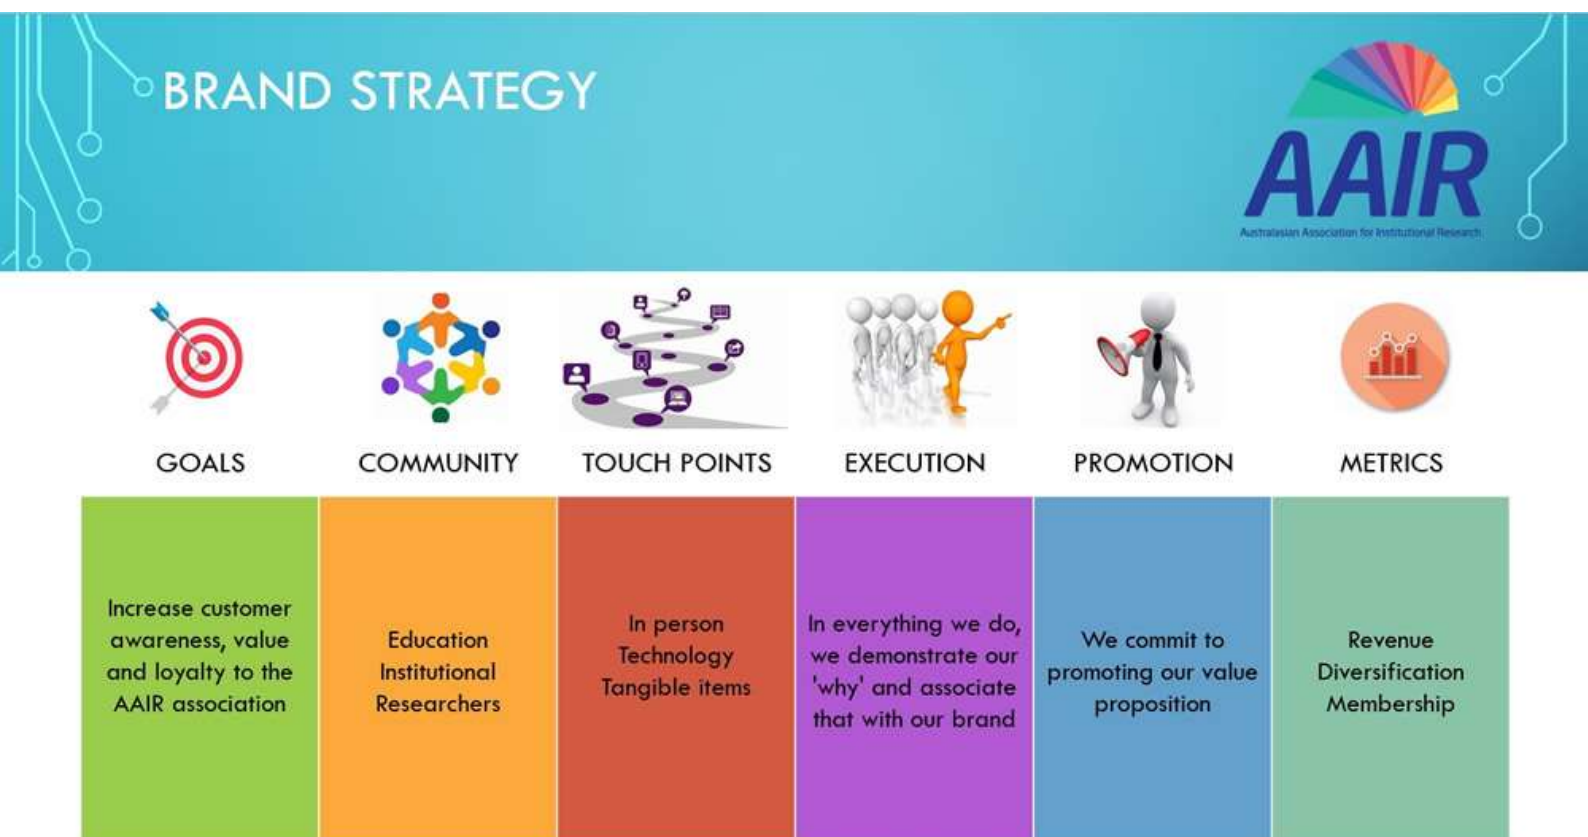 BRAND STRATEGY
AAIR
Australasian Association for Institutional Research
GOALS
COMMUNITY
TOUCH POINTS
EXECUTION
PROMOTION
METRICS
Increase customer
awareness, value
and loyalty to the
AAIR association
Education
Institutional
Researchers
In person
Technology
Tangible items
In everything we do,
we demonstrate our
'why' and associate
that with our brand
We commit to
promoting our value
proposition
Revenue
Diversification
Membership